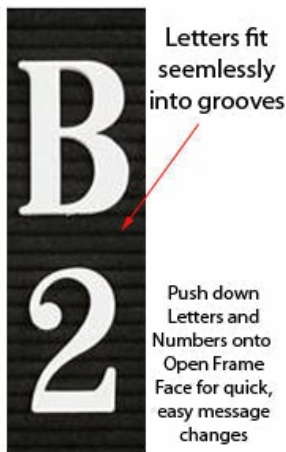 B
2
Letters fit
seemlessly
into grooves
Push down
Letters and
Numbers onto
Open Frame
Face for quick,
easy message
changes